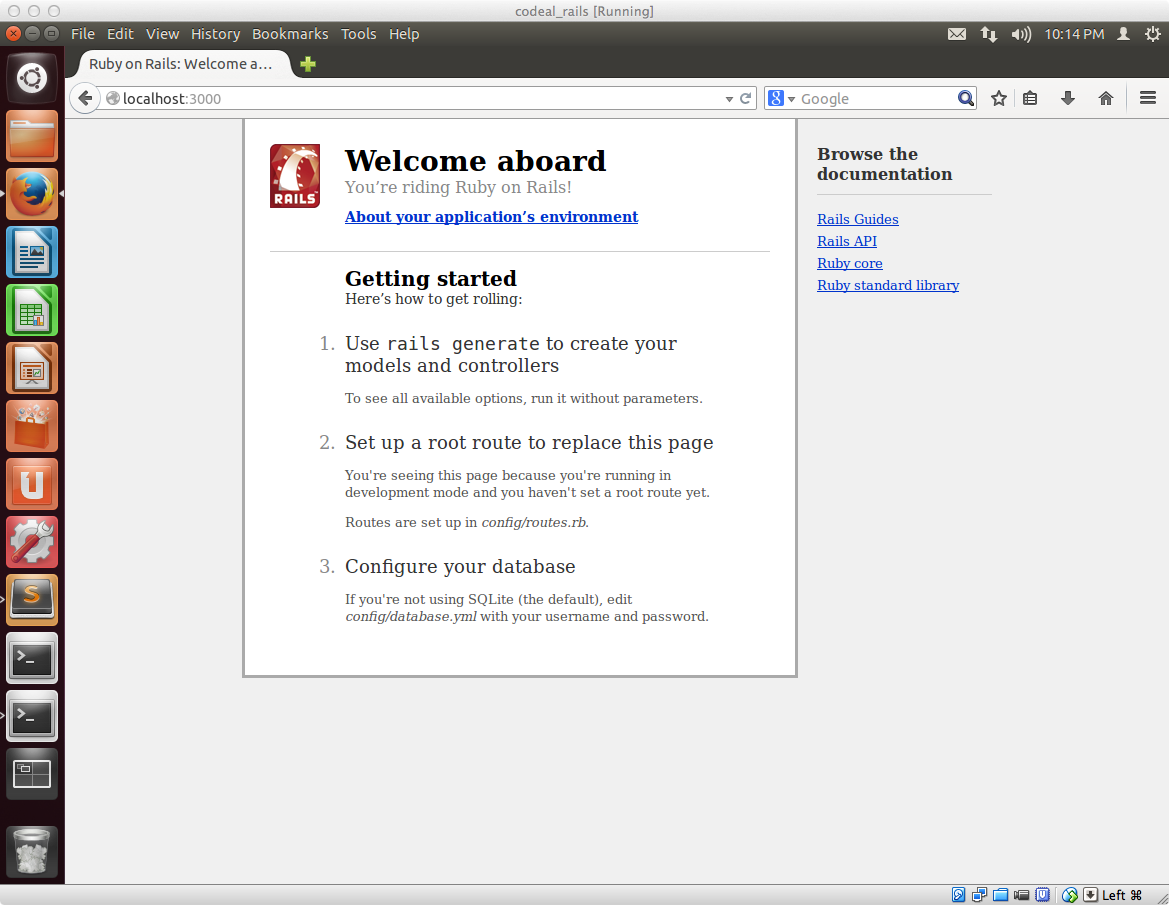 codeal_rails [Running]
File Edit View History Bookmarks Tools Help
10:14 PM
Ruby on Rails: Welcome a...
localhost:3000
8
Google
RAILS
Welcome aboard
You’re riding Ruby on Rails!
About your application’s environment
Getting started
Here’s how to get rolling:
1. Use rails generate to create your
models and controllers
To see all available options, run it without parameters.
2. Set up a root route to replace this page
You're seeing this page because you're running in
development mode and you haven't set a root route yet.
Routes are set up in config/routes.rb.
3. Configure your database
If you're not using SQLite (the default), edit
config/database.yml with your username and password.
Browse the
documentation
Rails Guides
Rails API
Ruby core
Ruby standard library
U
S
>_
>_
Left ⌘